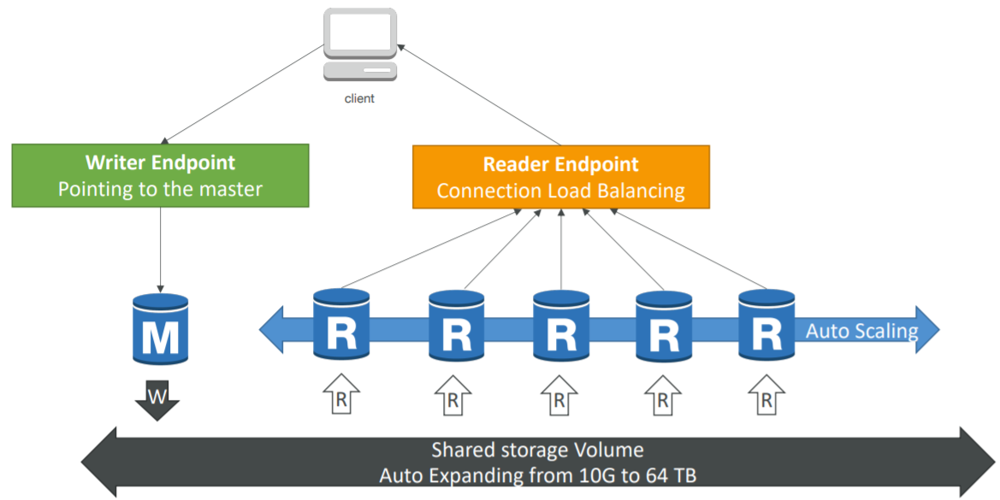 client
Writer Endpoint
Pointing to the master
Reader Endpoint
Connection Load Balancing
M
R
R
R
R
R
Auto Scaling
W
R
R
R
R
R
Shared storage Volume
Auto Expanding from 10G to 64 TB